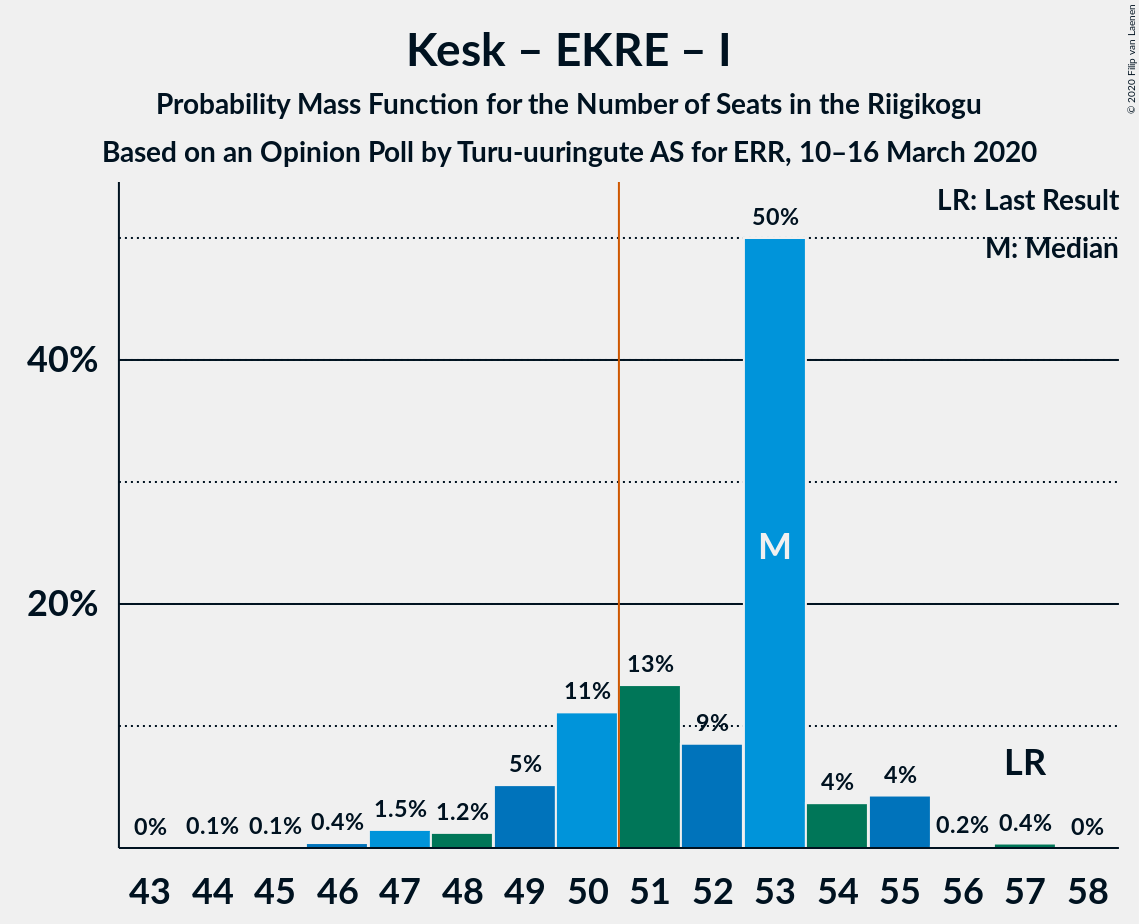 Kesk – EKRE – I
Probability Mass Function for the Number of Seats in the Riigikogu
Based on an Opinion Poll by Turu-uuringute AS for ERR, 10–16 March 2020
© 2020 Filip van Laenen
LR: Last Result
M: Median
50%
40%
M
20%
13%
11%
9%
5%
LR
4%
4%
1.5%
1.2%
0.4%
0.1%
0.1%
0%
0.2%
0.4%
0%
43 44 45 46 47 48 49 50 51 52 53 54 55 56 57 58